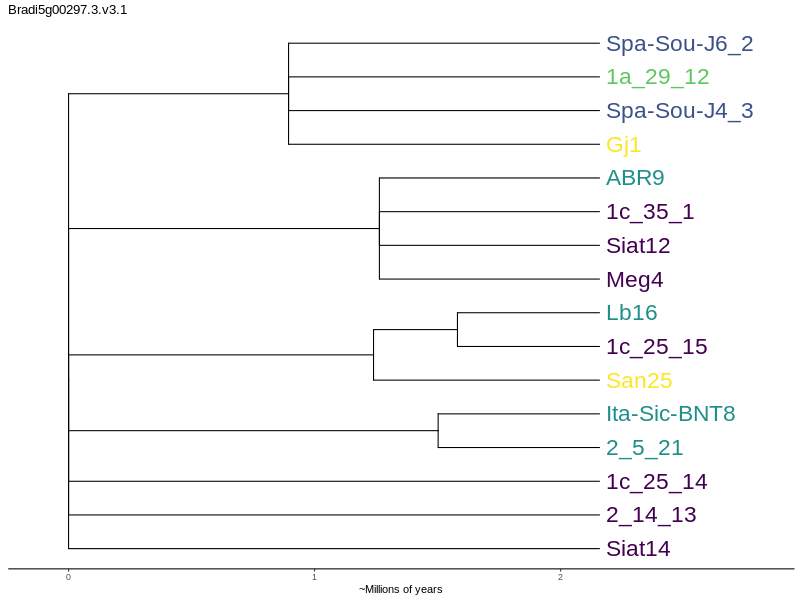 Bradi5g00297.3.v3.1
Spa-Sou-J6_2
1a_29_12
Spa-Sou-J4_3
Gj1
ABR9
1c_35_1
Siat12
Meg4
Lb16
1c_25_15
San25
Ita-Sic-BNT8
2_5_21
1c_25_14
2_14_13
Siat14
0 1 2
~Millions of years